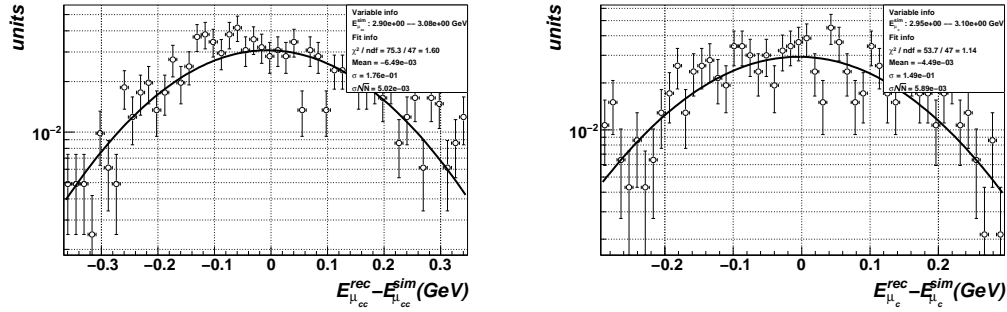 units
Variable info
: 2.90e+00 −− 3.08e+00 GeV
Fit info
χ² / ndf = 75.3 / 47 = 1.60
Mean = −6.49e−03
σ = 1.76e−01
σ/√N = 5.02e−03
10⁻²
−0.3 −0.2 −0.1 0 0.1 0.2 0.3
E^rec_μcc − E^sim_μcc (GeV)
units
Variable info
: 2.95e+00 −− 3.10e+00 GeV
Fit info
χ² / ndf = 53.7 / 47 = 1.14
Mean = −4.49e−03
σ = 1.49e−01
σ/√N = 5.89e−03
10⁻²
−0.2 −0.1 0 0.1 0.2
E^rec_μc − E^sim_μc (GeV)